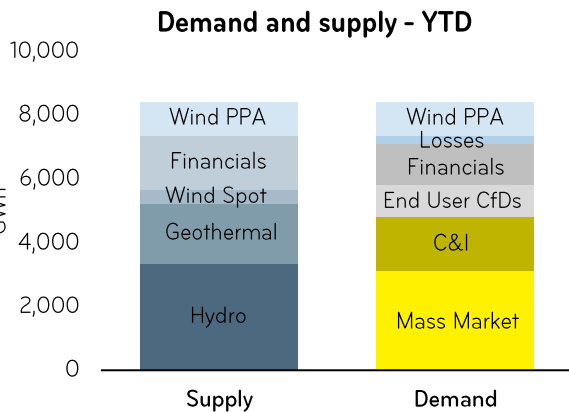 Demand and supply - YTD
10,000
8,000
6,000
4,000
2,000
0
Wind PPA
Financials
Wind Spot
Geothermal
Hydro
Wind PPA
Losses
Financials
End User CfDs
C&I
Mass Market
Supply
Demand